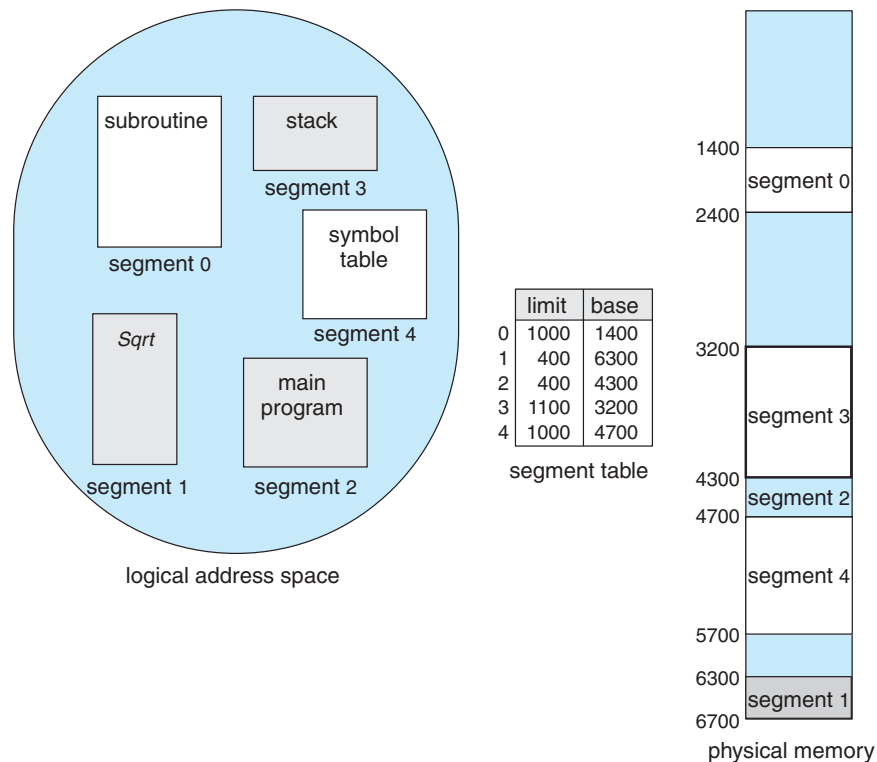 subroutine
segment 0
stack
segment 3
symbol
table
segment 4
Sqrt
segment 1
main
program
segment 2
logical address space
limit base
0 1000 1400
1 400 6300
2 400 4300
3 1100 3200
4 1000 4700
segment table
1400
segment 0
2400
3200
segment 3
4300
segment 2
4700
segment 4
5700
6300
segment 1
6700
physical memory